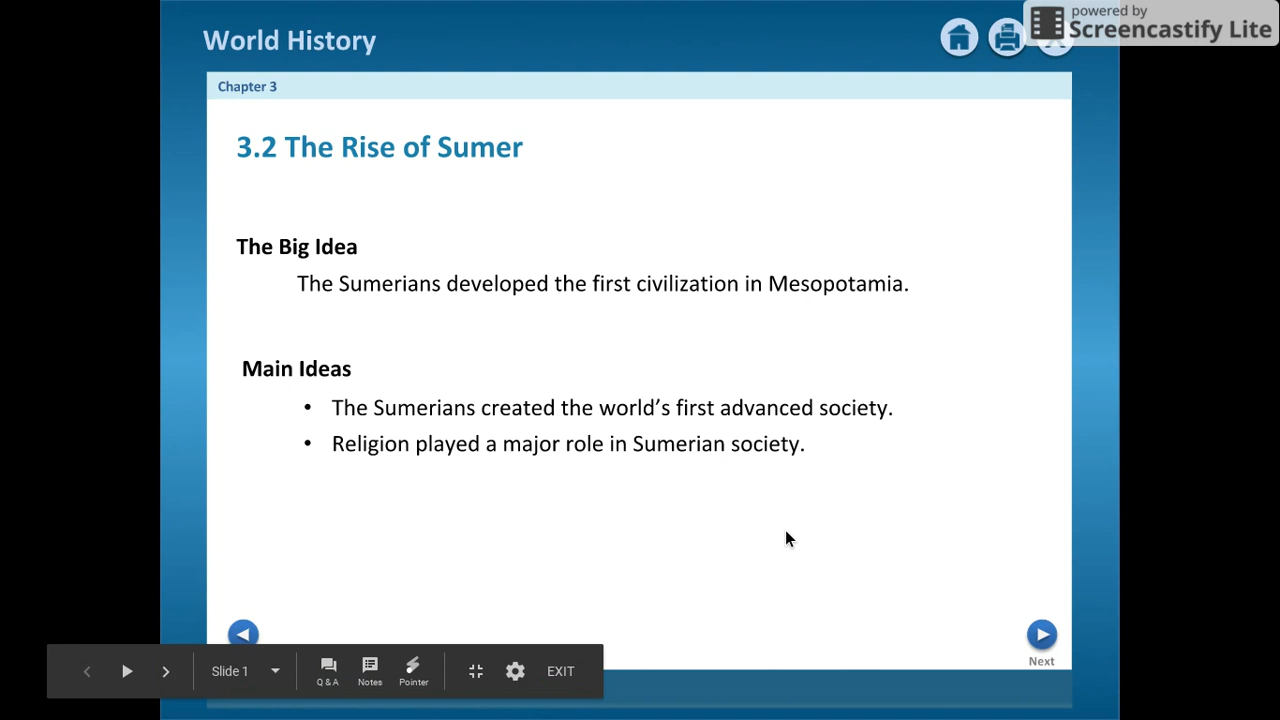 powered by
Screencastify Lite
World History
Chapter 3
3.2 The Rise of Sumer
The Big Idea
The Sumerians developed the first civilization in Mesopotamia.
Main Ideas
• The Sumerians created the world's first advanced society.
• Religion played a major role in Sumerian society.
Next
Slide 1
Q & A
Notes
Pointer
EXIT